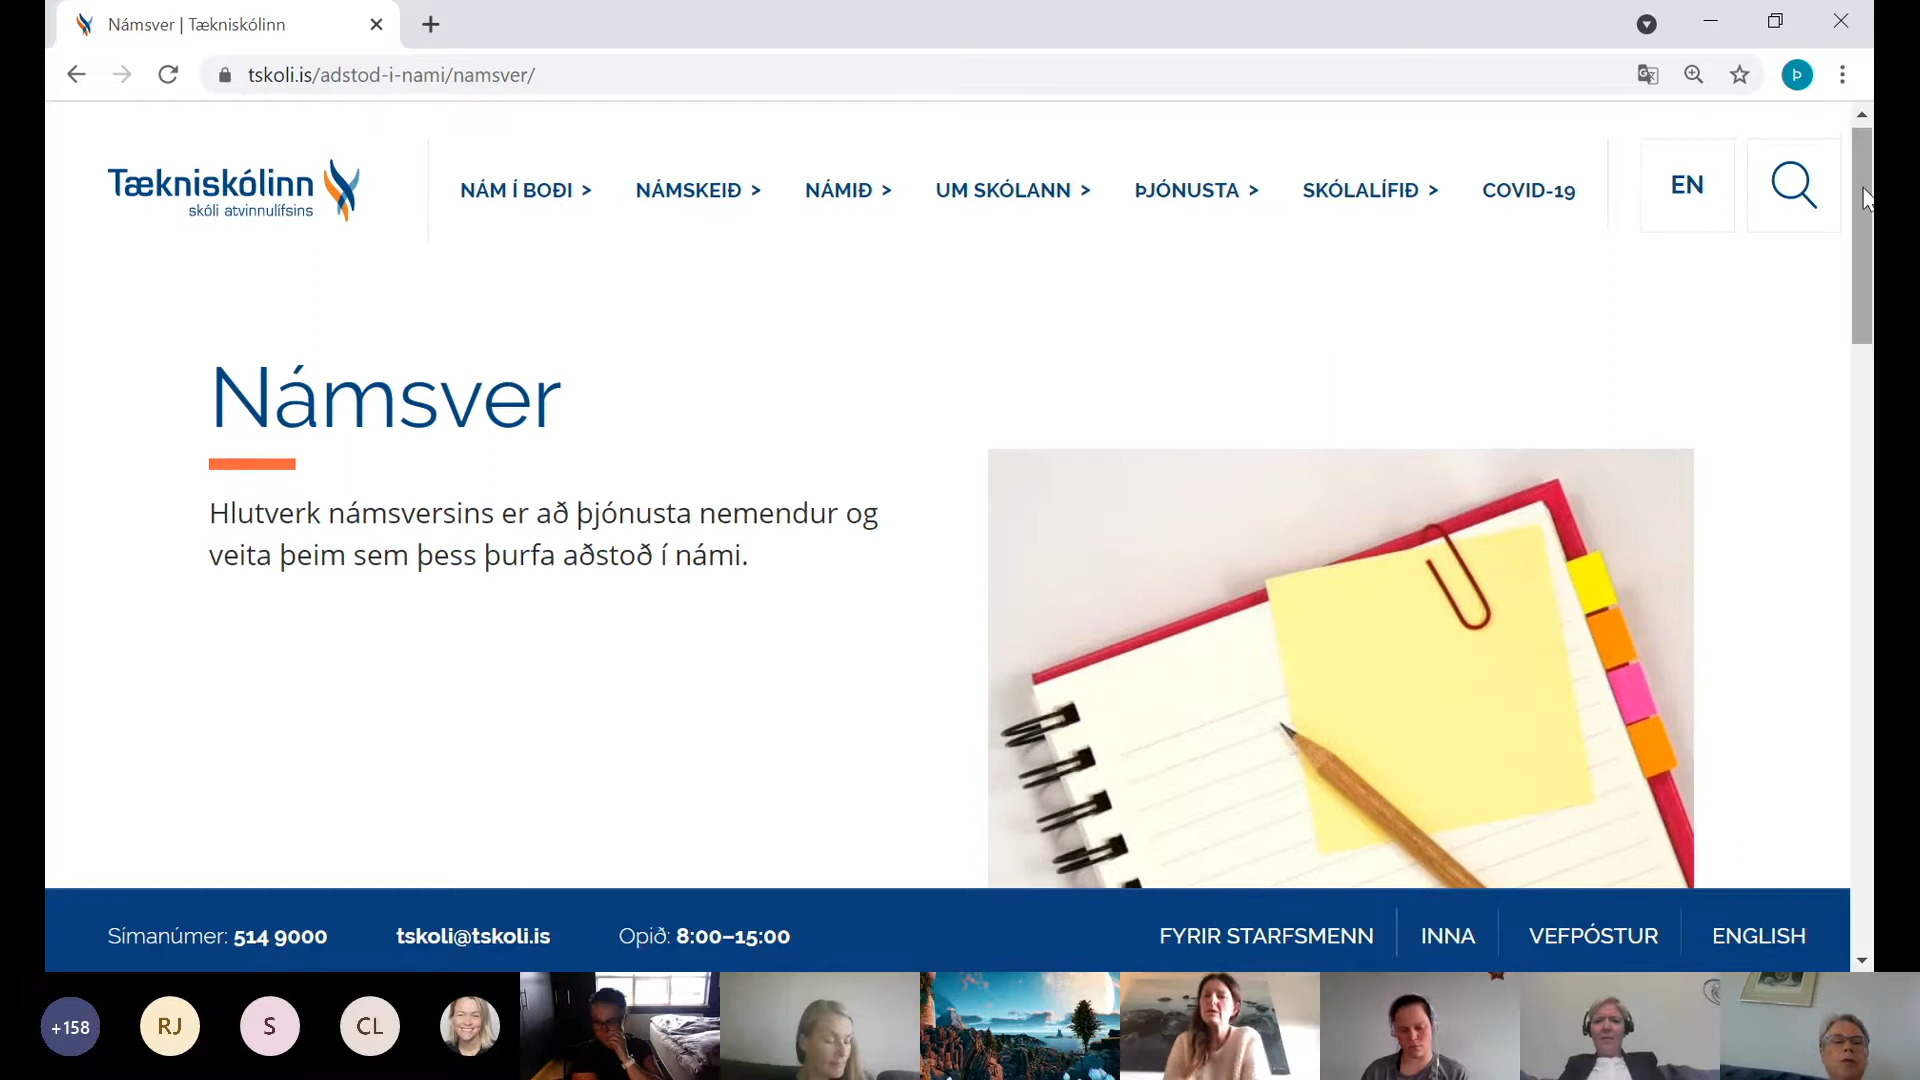 Námsver | Tækniskólinn
tskoli.is/adstod-i-nami/namsver/
Þ
Tækniskólinn
skóli atvinnulífsins
NÁM Í BOÐI >
NÁMSKEIÐ >
NÁMIÐ >
UM SKÓLANN >
ÞJÓNUSTA >
SKÓLALÍFIÐ >
COVID-19
EN
Námsver
Hlutverk námsversins er að þjónusta nemendur og
veita þeim sem þess þurfa aðstoð í námi.
Símanúmer: 514 9000
tskoli@tskoli.is
Opið: 8:00–15:00
FYRIR STARFSMENN
INNA
VEFPÓSTUR
ENGLISH
+158
RJ
S
CL